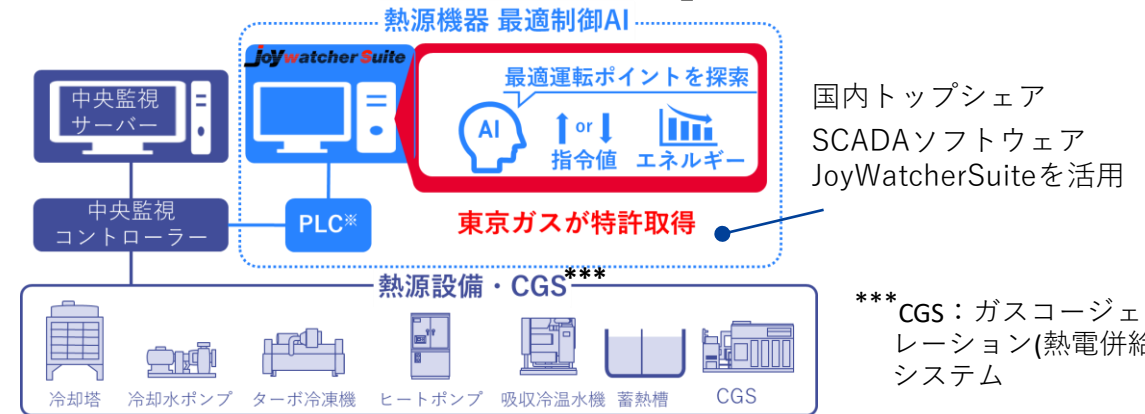 熱源機器 最適制御AI
JoyWatcher Suite
中央監視
サーバー
最適運転ポイントを探索
AI
or
指令値
エネルギー
国内トップシェア
SCADAソフトウェア
JoyWatcherSuiteを活用
中央監視
コントローラー
PLC※
東京ガスが特許取得
熱源設備・CGS***
***CGS：ガスコージェ
レーション(熱電併給
システム
冷却塔
冷却水ポンプ
ターボ冷凍機
ヒートポンプ
吸収冷温水機
蓄熱槽
CGS